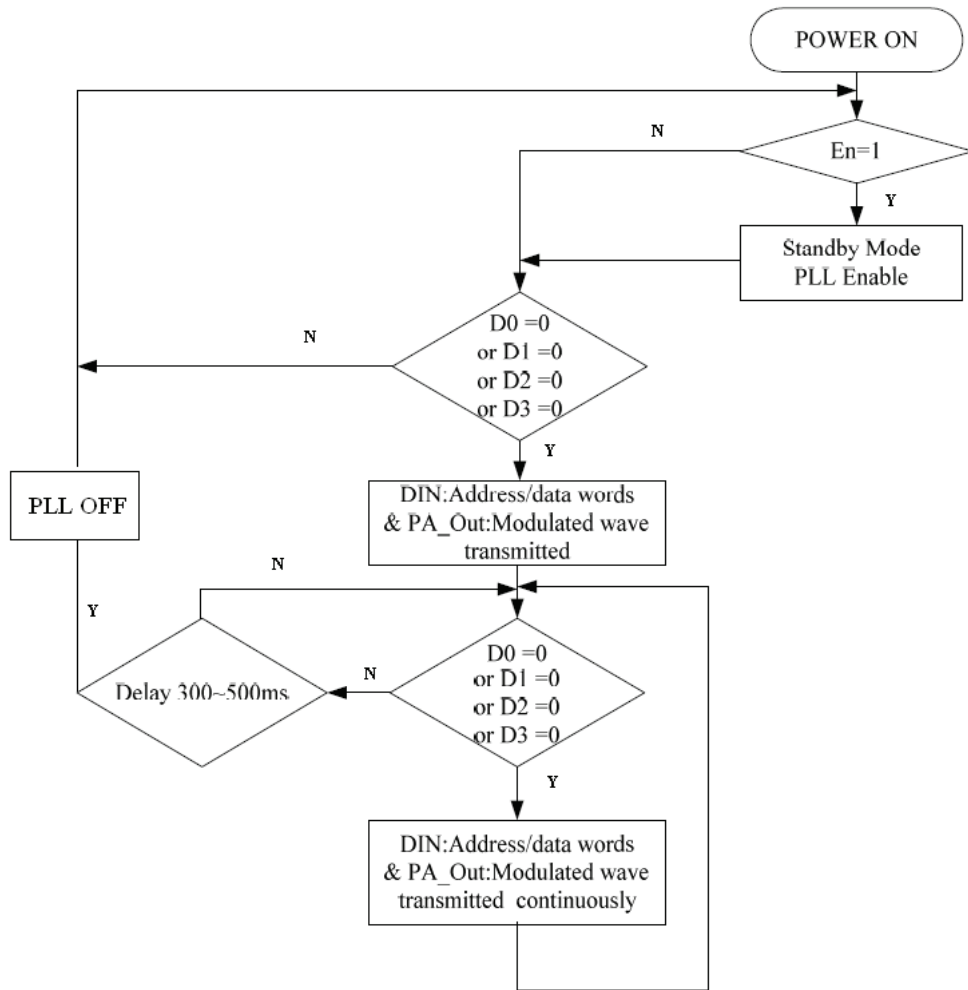 POWER ON
N
En=1
Y
Standby Mode
PLL Enable
N
D0 =0
or D1 =0
or D2 =0
or D3 =0
Y
PLL OFF
DIN:Address/data words
& PA_Out:Modulated wave
transmitted
N
Y
D0 =0
or D1 =0
or D2 =0
or D3 =0
N
Delay 300~500ms
Y
DIN:Address/data words
& PA_Out:Modulated wave
transmitted continuously